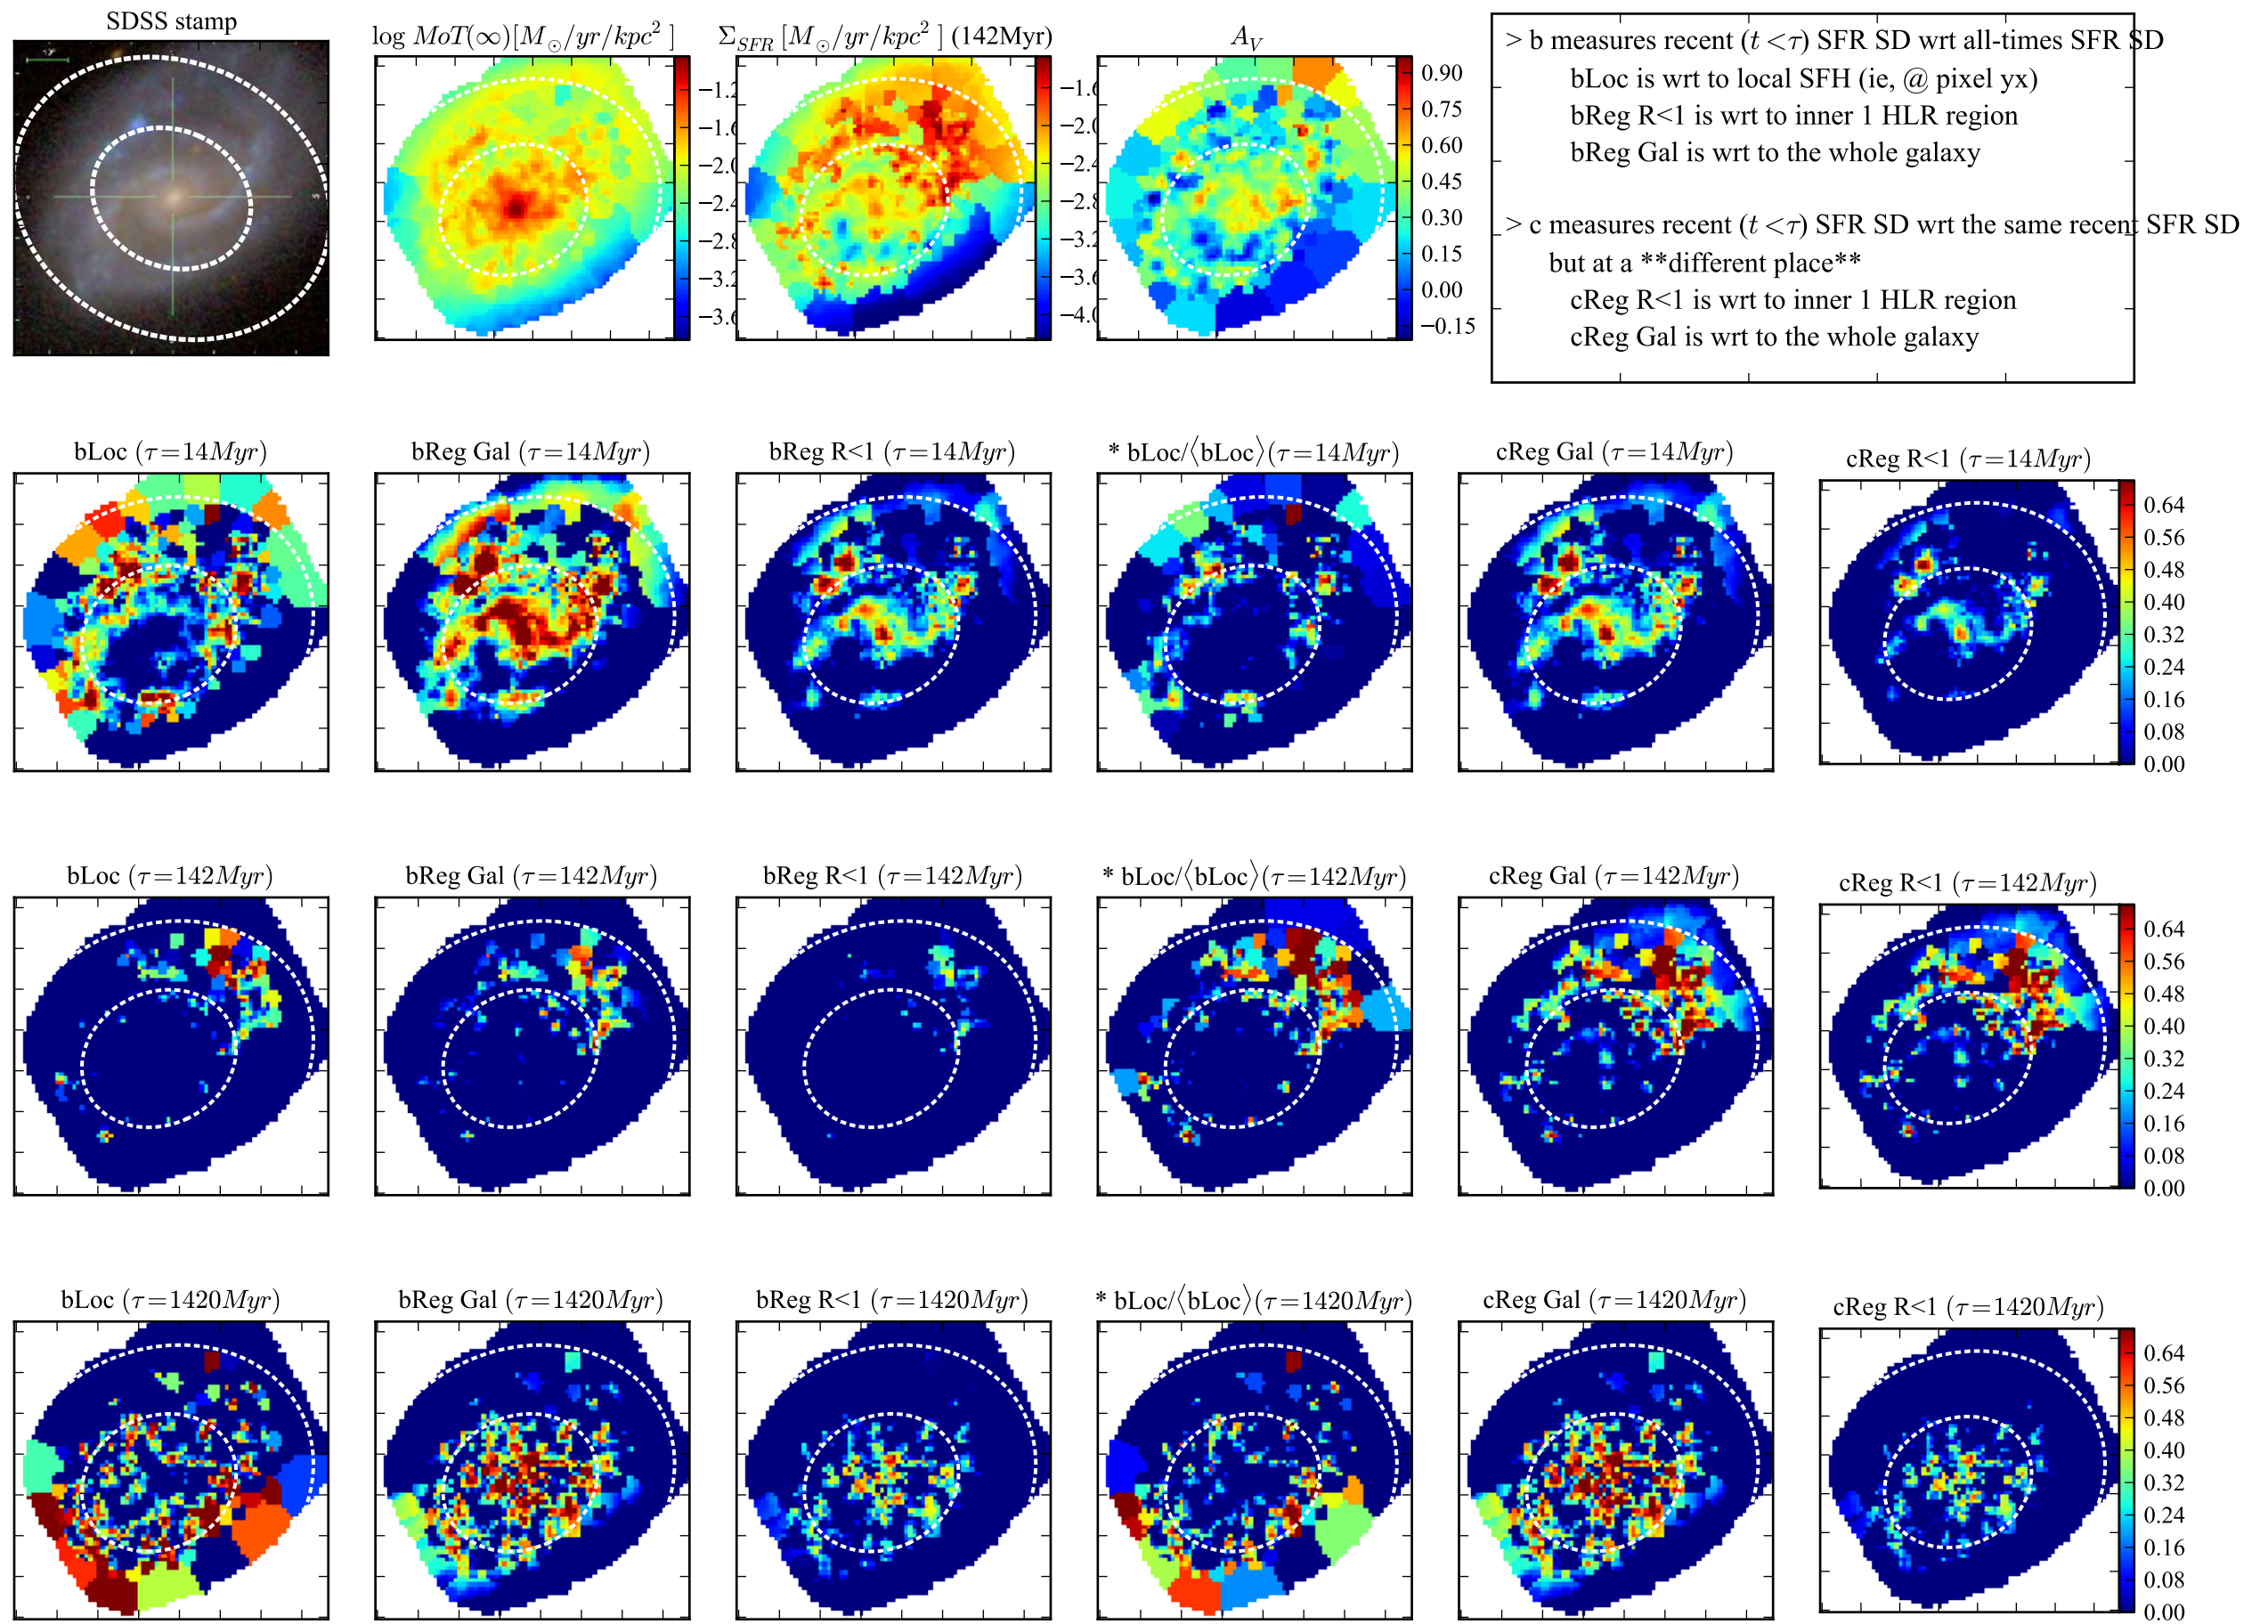 SDSS stamp
log MoT(∞)[M⊙/yr/kpc² ]
Σ_SFR [M⊙/yr/kpc² ] (142Myr)
A_V
−1.2
−1.6
−2.0
−2.4
−2.8
−3.2
−3.6
−1.6
−2.0
−2.4
−2.8
−3.2
−3.6
−4.0
0.90
0.75
0.60
0.45
0.30
0.15
0.00
−0.15
> b measures recent (t <τ) SFR SD wrt all-times SFR SD
bLoc is wrt to local SFH (ie, @ pixel yx)
bReg R<1 is wrt to inner 1 HLR region
bReg Gal is wrt to the whole galaxy
> c measures recent (t <τ) SFR SD wrt the same recent SFR SD
but at a **different place**
cReg R<1 is wrt to inner 1 HLR region
cReg Gal is wrt to the whole galaxy
bLoc (τ=14Myr)
bReg Gal (τ=14Myr)
bReg R<1 (τ=14Myr)
* bLoc/⟨bLoc⟩(τ=14Myr)
cReg Gal (τ=14Myr)
cReg R<1 (τ=14Myr)
0.64
0.56
0.48
0.40
0.32
0.24
0.16
0.08
0.00
bLoc (τ=142Myr)
bReg Gal (τ=142Myr)
bReg R<1 (τ=142Myr)
* bLoc/⟨bLoc⟩(τ=142Myr)
cReg Gal (τ=142Myr)
cReg R<1 (τ=142Myr)
0.64
0.56
0.48
0.40
0.32
0.24
0.16
0.08
0.00
bLoc (τ=1420Myr)
bReg Gal (τ=1420Myr)
bReg R<1 (τ=1420Myr)
* bLoc/⟨bLoc⟩(τ=1420Myr)
cReg Gal (τ=1420Myr)
cReg R<1 (τ=1420Myr)
0.64
0.56
0.48
0.40
0.32
0.24
0.16
0.08
0.00